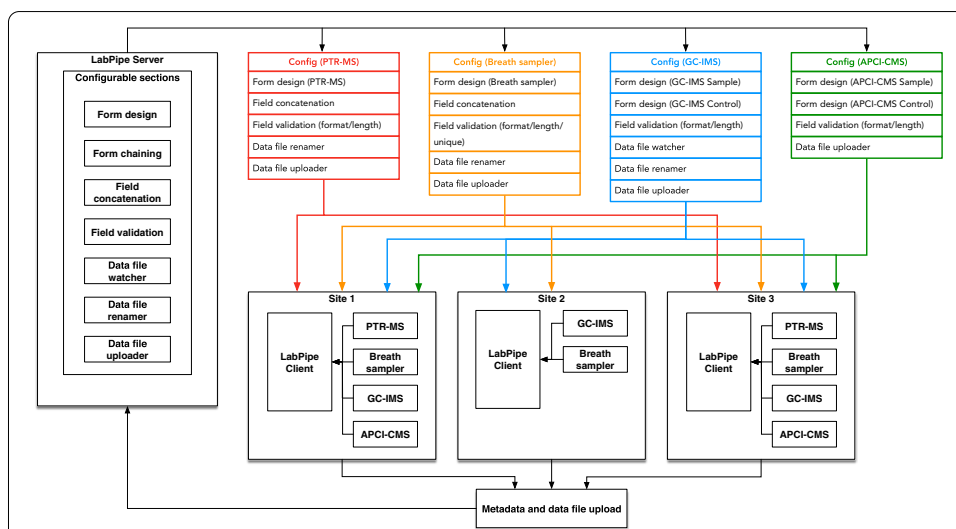 LabPipe Server
Configurable sections
Form design
Form chaining
Field
concatenation
Field validation
Data file
watcher
Data file
renamer
Data file
uploader
Config (PTR-MS)
Form design (PTR-MS)
Field concatenation
Field validation (format/length)
Data file renamer
Data file uploader
Config (Breath sampler)
Form design (Breath sampler)
Field concatenation
Field validation (format/length/
unique)
Data file renamer
Data file uploader
Config (GC-IMS)
Form design (GC-IMS Sample)
Form design (GC-IMS Control)
Field validation (format/length)
Data file watcher
Data file renamer
Data file uploader
Config (APCI-CMS)
Form design (APCI-CMS Sample)
Form design (APCI-CMS Control)
Field validation (format/length)
Data file uploader
Site 1
LabPipe
Client
PTR-MS
Breath
sampler
GC-IMS
APCI-CMS
Site 2
LabPipe
Client
GC-IMS
Breath
sampler
Site 3
LabPipe
Client
PTR-MS
Breath
sampler
GC-IMS
APCI-CMS
Metadata and data file upload